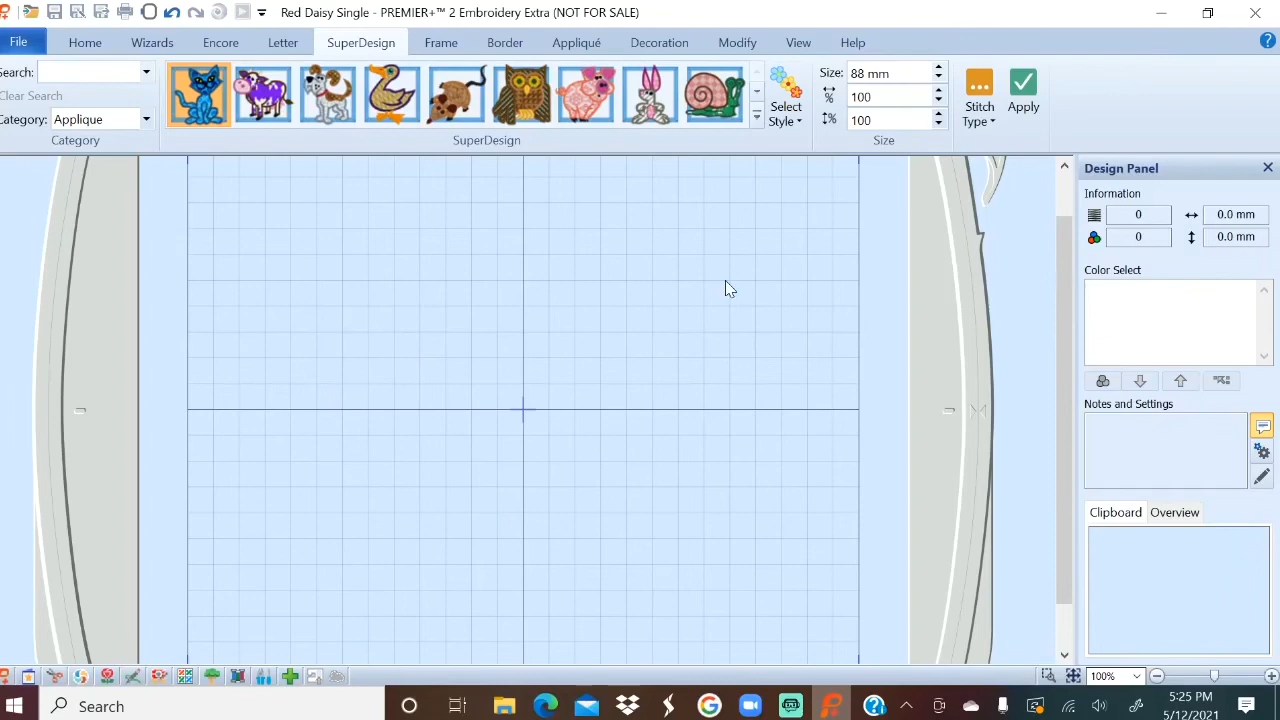 Red Daisy Single - PREMIER+™ 2 Embroidery Extra (NOT FOR SALE)
File Home Wizards Encore Letter SuperDesign Frame Border Appliqué Decoration Modify View Help
Search:
Clear Search
Category: Applique
Category
Select
Style
SuperDesign
Size: 88 mm
% 100
% 100
Size
Stitch
Type
Apply
Design Panel
Information
0 0.0 mm
0 0.0 mm
Color Select
Notes and Settings
Clipboard Overview
100%
Search
5:25 PM
5/12/2021